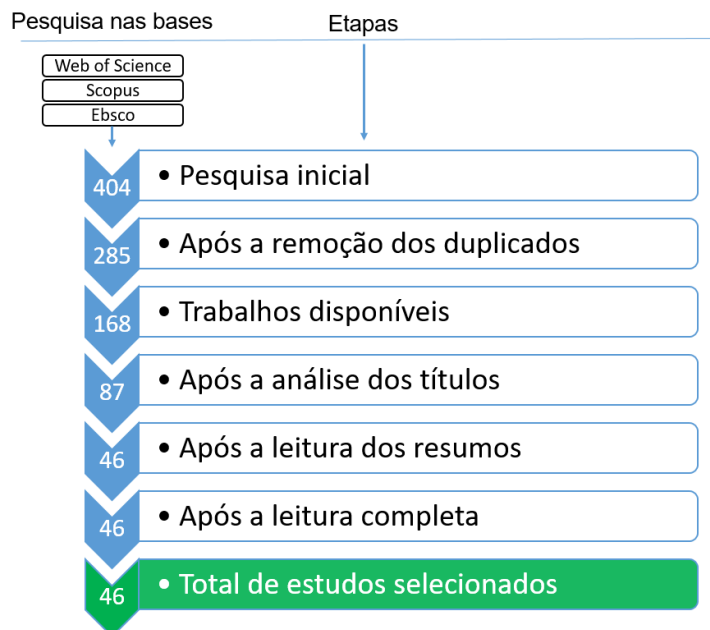 Pesquisa nas bases
Etapas
Web of Science
Scopus
Ebsco
404 • Pesquisa inicial
285 • Após a remoção dos duplicados
168 • Trabalhos disponíveis
87 • Após a análise dos títulos
46 • Após a leitura dos resumos
46 • Após a leitura completa
46 • Total de estudos selecionados